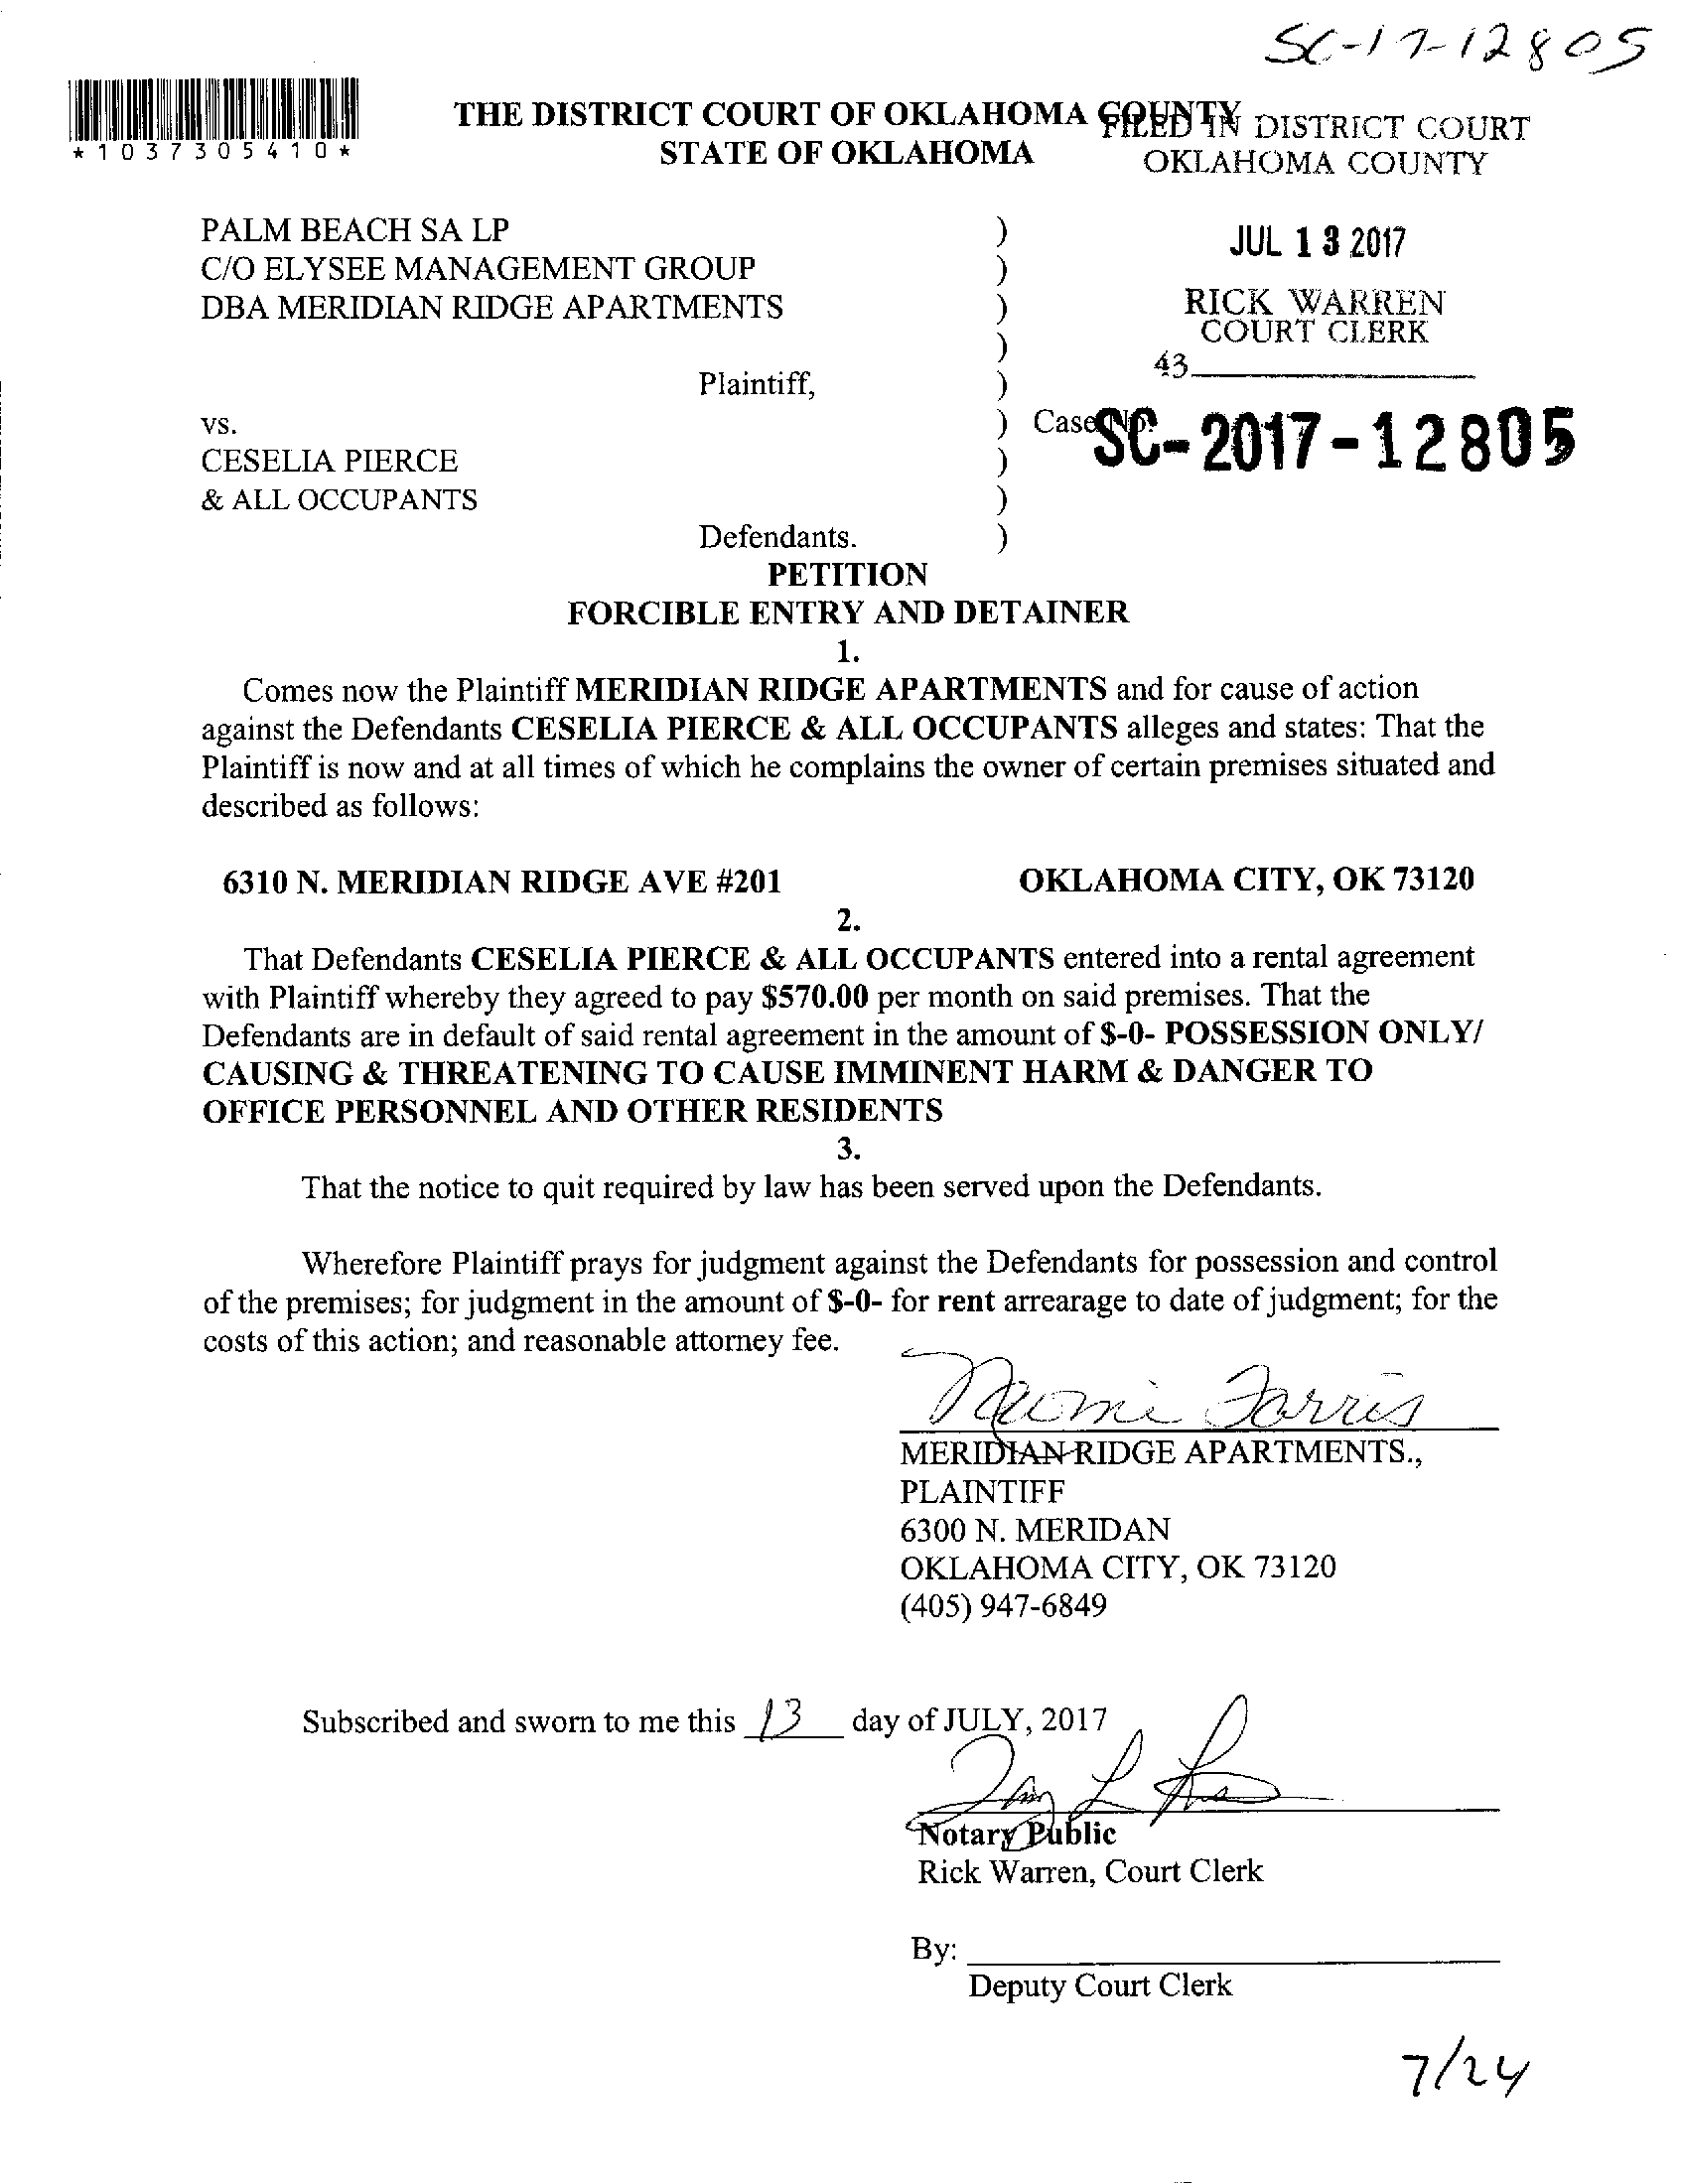 SC-17-12805
*1037305410*
THE DISTRICT COURT OF OKLAHOMA COUNTY
STATE OF OKLAHOMA
FILED IN DISTRICT COURT
OKLAHOMA COUNTY
JUL 13 2017
RICK WARREN
COURT CLERK
43
PALM BEACH SA LP )
C/O ELYSEE MANAGEMENT GROUP )
DBA MERIDIAN RIDGE APARTMENTS )
)
Plaintiff, )
vs. ) Case No. SC-2017-12805
CESELIA PIERCE )
& ALL OCCUPANTS )
Defendants. )
PETITION
FORCIBLE ENTRY AND DETAINER
1.
Comes now the Plaintiff MERIDIAN RIDGE APARTMENTS and for cause of action
against the Defendants CESELIA PIERCE & ALL OCCUPANTS alleges and states: That the
Plaintiff is now and at all times of which he complains the owner of certain premises situated and
described as follows:
6310 N. MERIDIAN RIDGE AVE #201 OKLAHOMA CITY, OK 73120
2.
That Defendants CESELIA PIERCE & ALL OCCUPANTS entered into a rental agreement
with Plaintiff whereby they agreed to pay $570.00 per month on said premises. That the
Defendants are in default of said rental agreement in the amount of $-0- POSSESSION ONLY/
CAUSING & THREATENING TO CAUSE IMMINENT HARM & DANGER TO
OFFICE PERSONNEL AND OTHER RESIDENTS
3.
That the notice to quit required by law has been served upon the Defendants.
Wherefore Plaintiff prays for judgment against the Defendants for possession and control
of the premises; for judgment in the amount of $-0- for rent arrearage to date of judgment; for the
costs of this action; and reasonable attorney fee.
Naomi Farris
MERIDIAN RIDGE APARTMENTS.,
PLAINTIFF
6300 N. MERIDAN
OKLAHOMA CITY, OK 73120
(405) 947-6849
Subscribed and sworn to me this 13 day of JULY, 2017
Notary Public
Rick Warren, Court Clerk
By:
Deputy Court Clerk
7/24